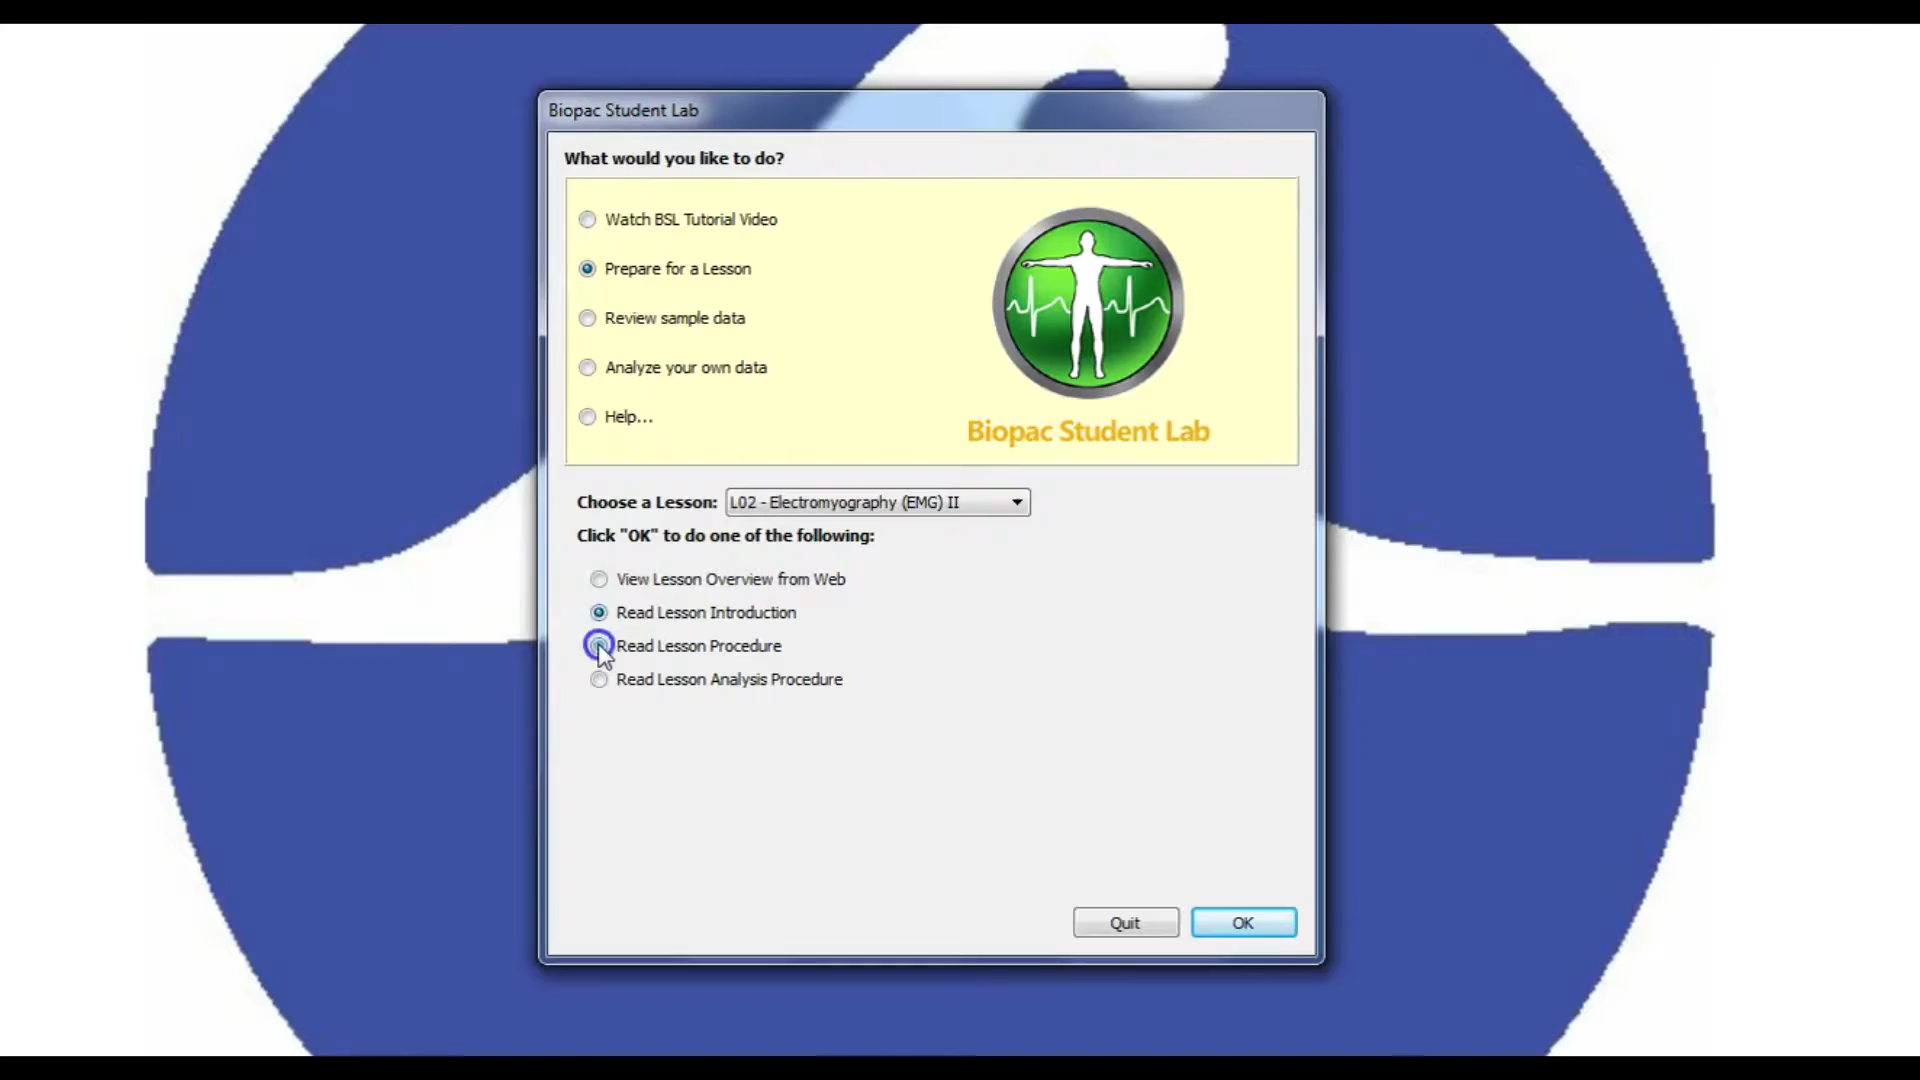 Biopac Student Lab
What would you like to do?
Watch BSL Tutorial Video
Prepare for a Lesson
Review sample data
Analyze your own data
Help...
Biopac Student Lab
Choose a Lesson: L02 - Electromyography (EMG) II
Click "OK" to do one of the following:
View Lesson Overview from Web
Read Lesson Introduction
Read Lesson Procedure
Read Lesson Analysis Procedure
Quit OK